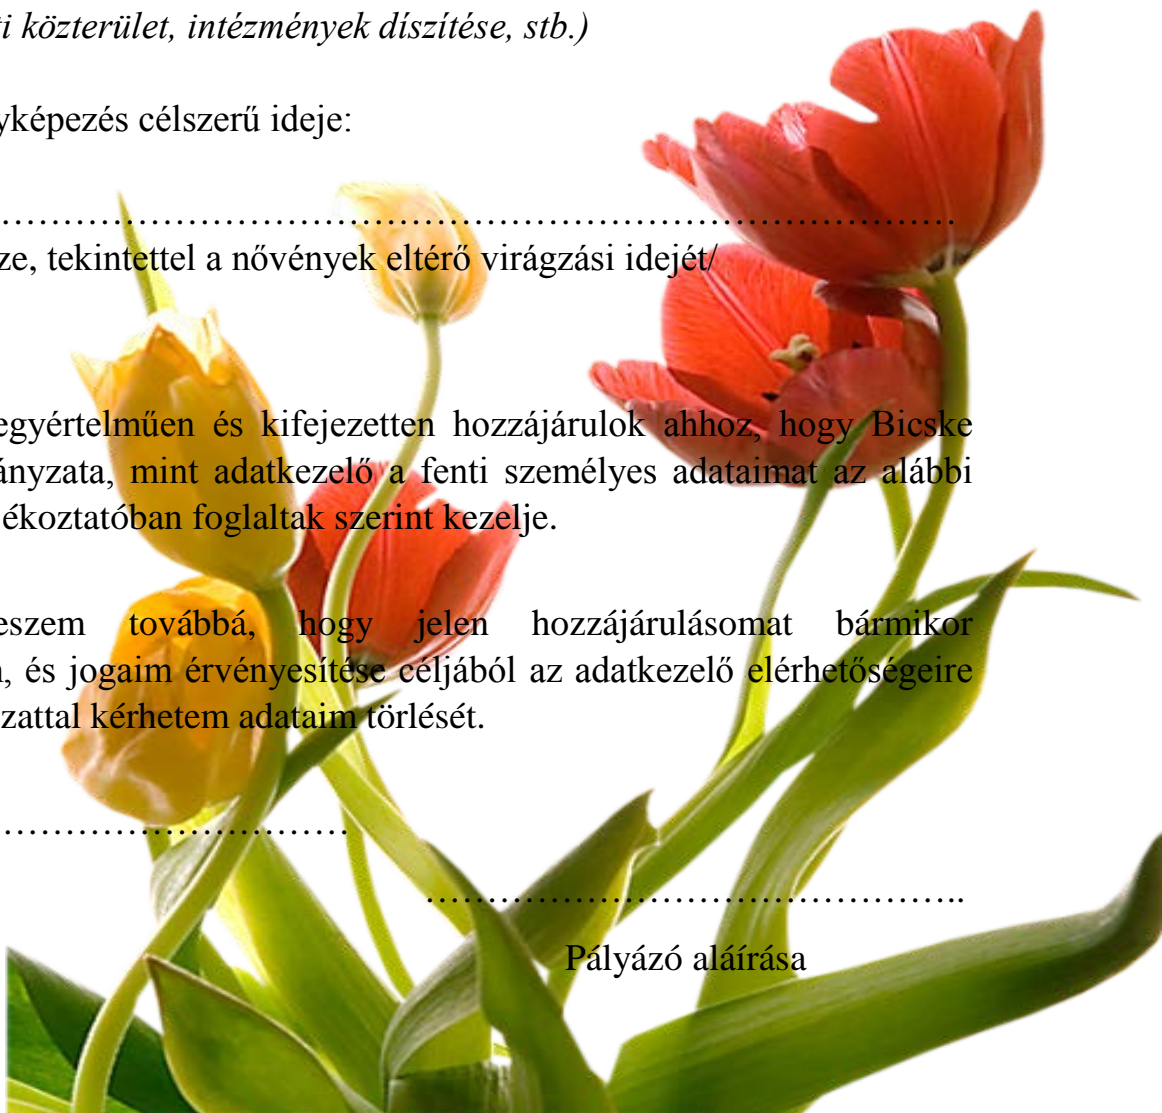 ti közterület, intézmények díszítése, stb.)
yképezés célszerű ideje:
……………………………………………………………………………….
ze, tekintettel a nővények eltérő virágzási idejét/
egyértelműen és kifejezetten hozzájárulok ahhoz, hogy Bicske
ányzata, mint adatkezelő a fenti személyes adataimat az alábbi
ékoztatóban foglaltak szerint kezelje.
eszem továbbá, hogy jelen hozzájárulásomat bármikor
, és jogaim érvényesítése céljából az adatkezelő elérhetőségeire
zattal kérhetem adataim törlését.
……………………………
…………………………………………..
Pályázó aláírása